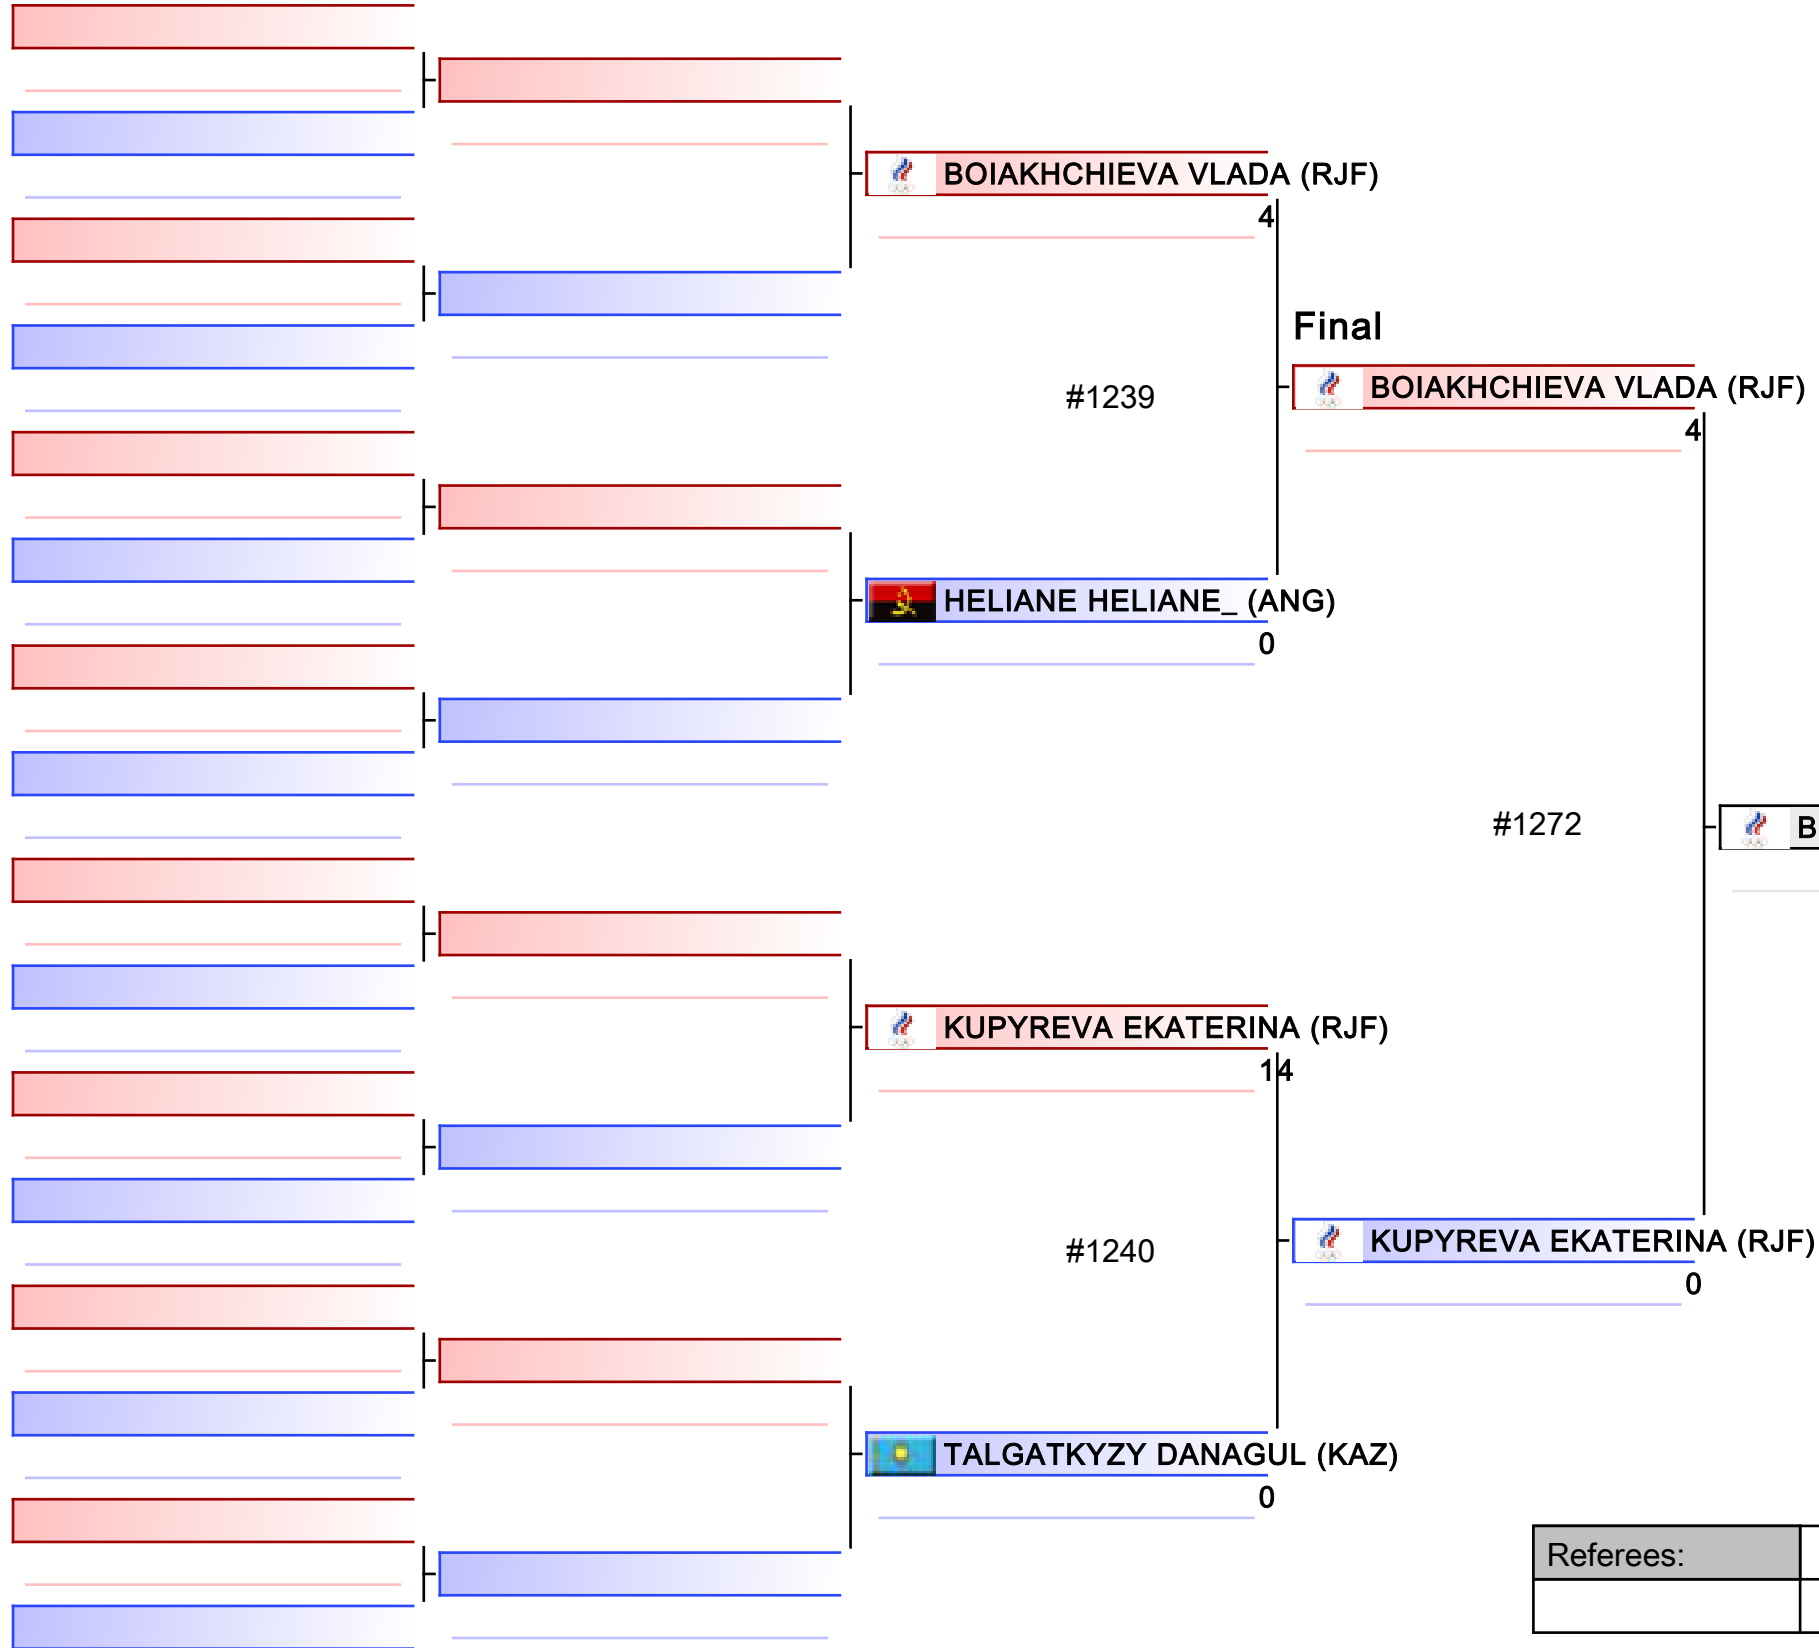 BOIAKHCHIEVA VLADA (RJF)
4
Final
BOIAKHCHIEVA VLADA (RJF)
#1239
4
HELIANE HELIANE_ (ANG)
0
#1272
B
KUPYREVA EKATERINA (RJF)
14
KUPYREVA EKATERINA (RJF)
#1240
0
TALGATKYZY DANAGUL (KAZ)
0
Referees: